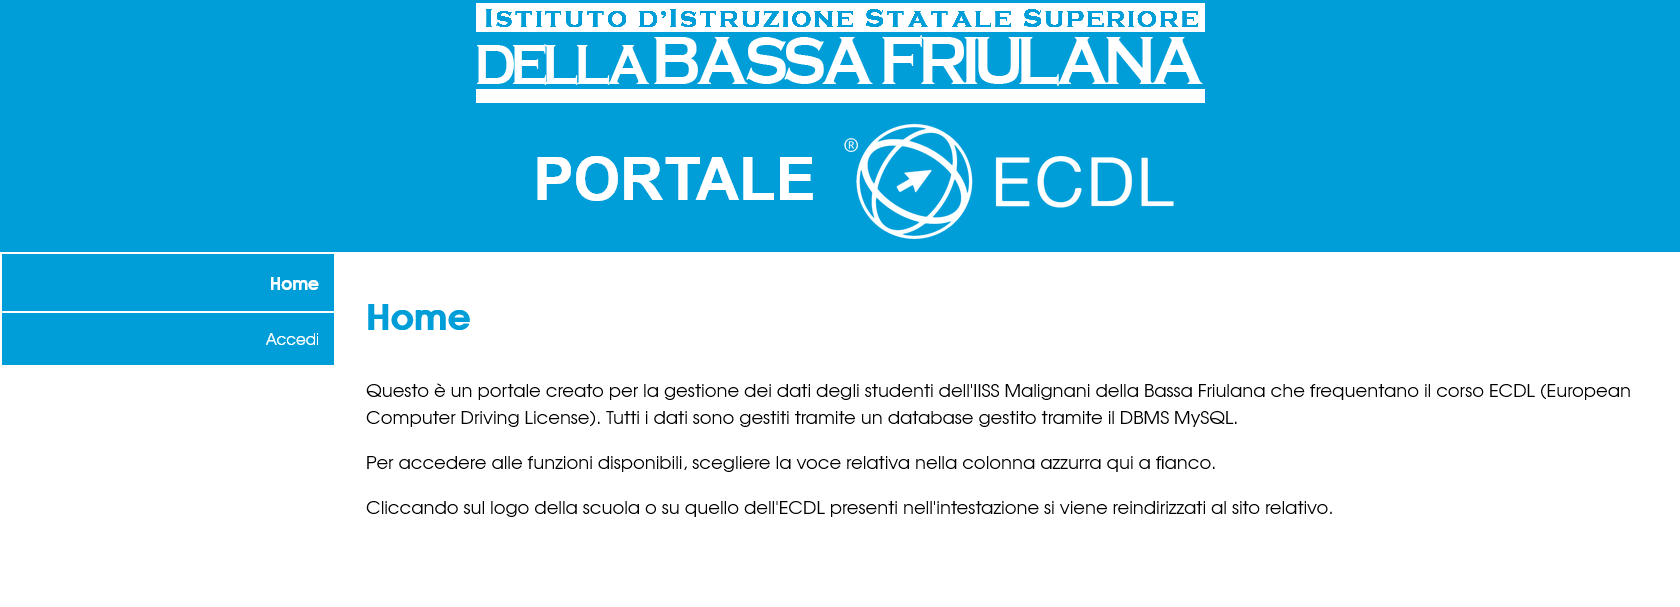 ISTITUTO D'ISTRUZIONE STATALE SUPERIORE
DELLA BASSA FRIULANA
PORTALE ® ECDL
Home
Accedi
Home
Questo è un portale creato per la gestione dei dati degli studenti dell'IISS Malignani della Bassa Friulana che frequentano il corso ECDL (European
Computer Driving License). Tutti i dati sono gestiti tramite un database gestito tramite il DBMS MySQL.
Per accedere alle funzioni disponibili, scegliere la voce relativa nella colonna azzurra qui a fianco.
Cliccando sul logo della scuola o su quello dell'ECDL presenti nell'intestazione si viene reindirizzati al sito relativo.